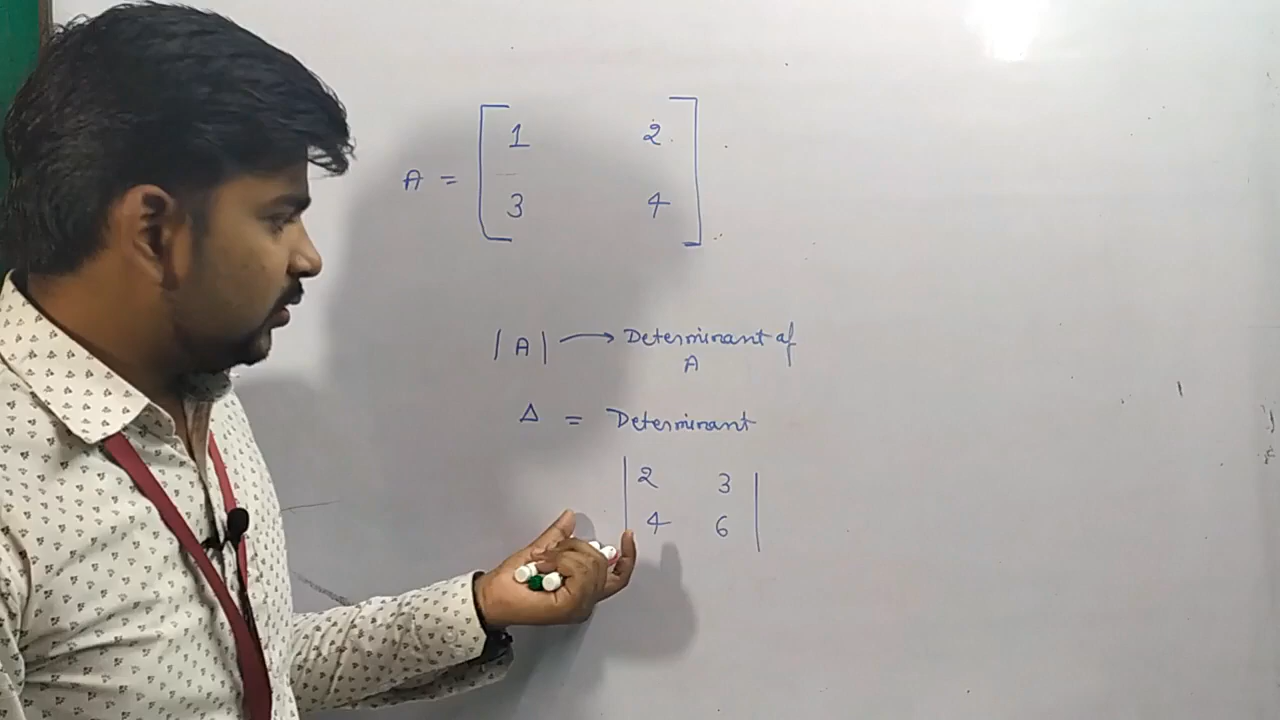 A = [ 1 2
3 4 ]
|A| → Determinant of
A
Δ = Determinant
| 2 3 |
| 4 6 |